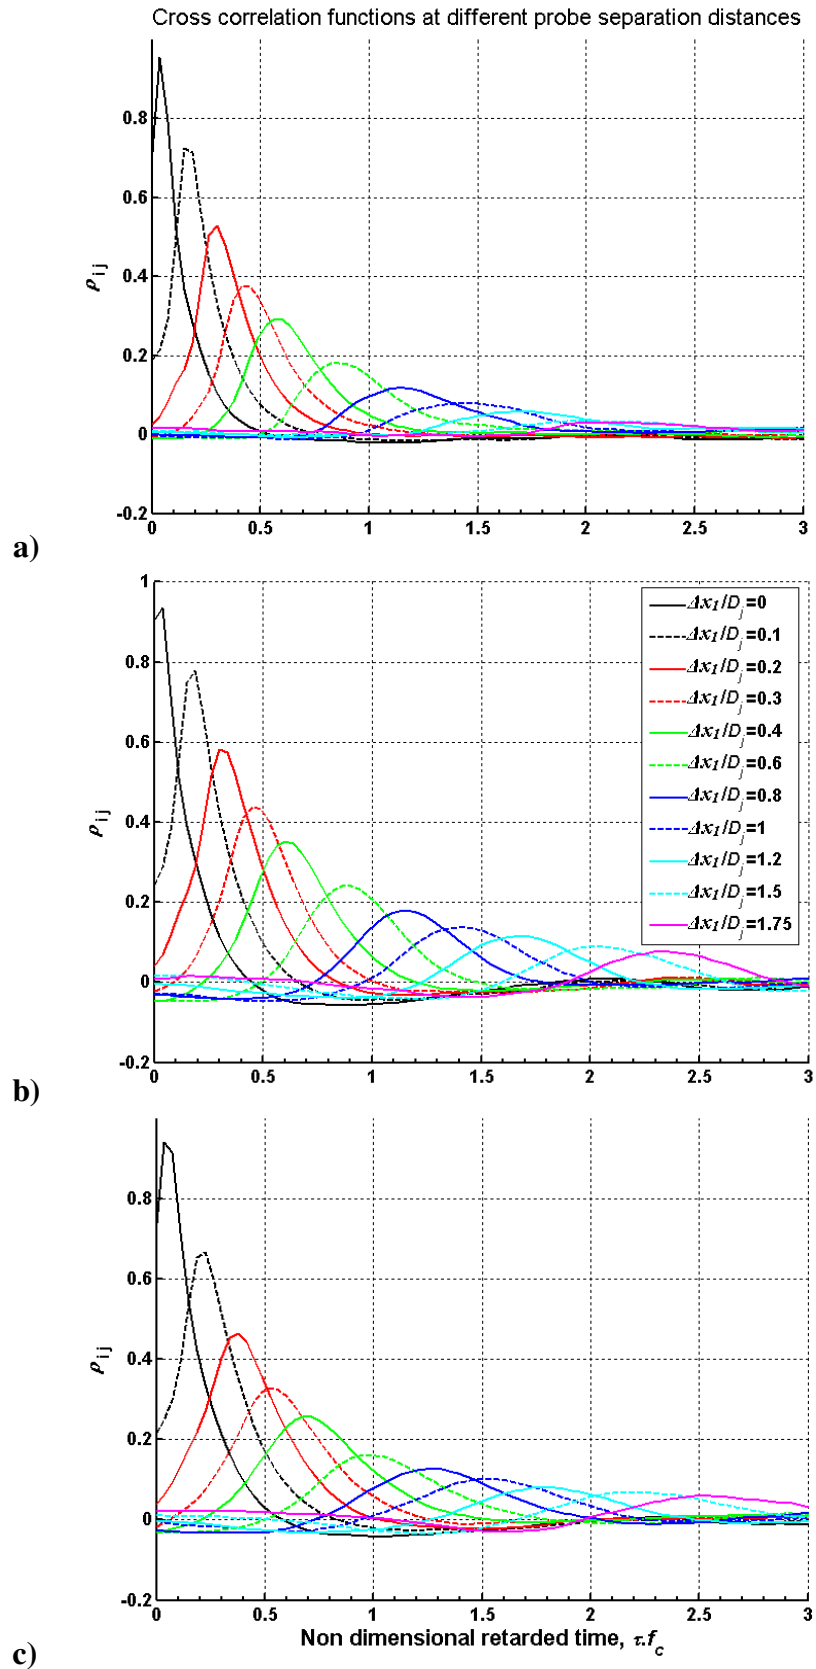 Cross correlation functions at different probe separation distances
0.8
0.6
0.4
0.2
0
-0.2
ρ i j
0 0.5 1 1.5 2 2.5 3
a)
1
0.8
0.6
0.4
0.2
0
-0.2
ρ i j
Δx1/Dj=0
Δx1/Dj=0.1
Δx1/Dj=0.2
Δx1/Dj=0.3
Δx1/Dj=0.4
Δx1/Dj=0.6
Δx1/Dj=0.8
Δx1/Dj=1
Δx1/Dj=1.2
Δx1/Dj=1.5
Δx1/Dj=1.75
0 0.5 1 1.5 2 2.5 3
b)
0.8
0.6
0.4
0.2
0
-0.2
ρ i j
0 0.5 1 1.5 2 2.5 3
Non dimensional retarded time, τ.fc
c)